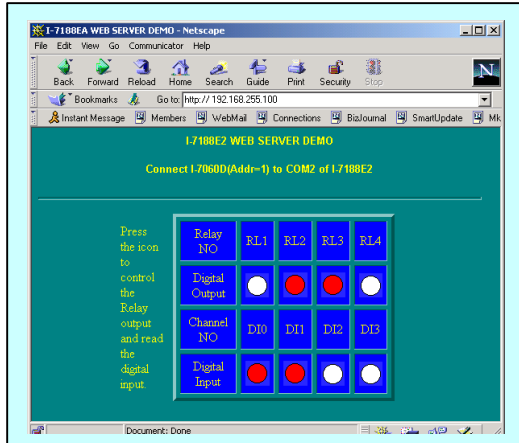 I-7188EA WEB SERVER DEMO - Netscape
File Edit View Go Communicator Help
Back Forward Reload Home Search Guide Print Security Stop
N
Bookmarks Go to: http://192.168.255.100
Instant Message Members WebMail Connections BizJournal SmartUpdate Mk
I-7188E2 WEB SERVER DEMO
Connect I-7060D(Addr=1) to COM2 of I-7188E2
Press
the icon
to
control
the
Relay
output
and read
the
digital
input.
Relay
NO
RL1 RL2 RL3 RL4
Digital
Output
Channel
NO
DI0 DI1 DI2 DI3
Digital
Input
Document: Done